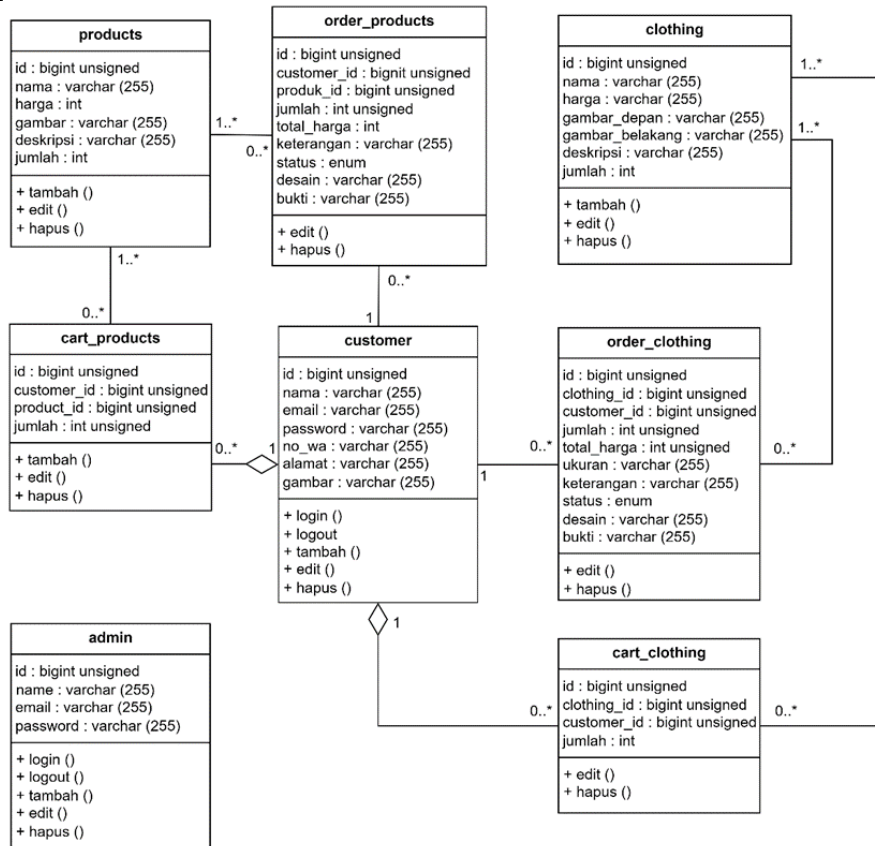 products
id : bigint unsigned
nama : varchar (255)
harga : int
gambar : varchar (255)
deskripsi : varchar (255)
jumlah : int
+ tambah ()
+ edit ()
+ hapus ()
1..*
0..*
order_products
id : bigint unsigned
customer_id : bignit unsigned
produk_id : bigint unsigned
jumlah : int unsigned
total_harga : int
keterangan : varchar (255)
status : enum
desain : varchar (255)
bukti : varchar (255)
+ edit ()
+ hapus ()
clothing
id : bigint unsigned
nama : varchar (255)
harga : varchar (255)
gambar_depan : varchar (255)
gambar_belakang : varchar (255)
deskripsi : varchar (255)
jumlah : int
+ tambah ()
+ edit ()
+ hapus ()
1..*
1..*
1..*
0..*
0..*
1
cart_products
id : bigint unsigned
customer_id : bigint unsigned
product_id : bigint unsigned
jumlah : int unsigned
+ tambah ()
+ edit ()
+ hapus ()
0..*
1
customer
id : bigint unsigned
nama : varchar (255)
email : varchar (255)
password : varchar (255)
no_wa : varchar (255)
alamat : varchar (255)
gambar : varchar (255)
+ login ()
+ logout
+ tambah ()
+ edit ()
+ hapus ()
1
0..*
order_clothing
id : bigint unsigned
clothing_id : bigint unsigned
customer_id : bigint unsigned
jumlah : int unsigned
total_harga : int unsigned
ukuran : varchar (255)
keterangan : varchar (255)
status : enum
desain : varchar (255)
bukti : varchar (255)
+ edit ()
+ hapus ()
0..*
admin
id : bigint unsigned
name : varchar (255)
email : varchar (255)
password : varchar (255)
+ login ()
+ logout ()
+ tambah ()
+ edit ()
+ hapus ()
1
0..*
cart_clothing
id : bigint unsigned
clothing_id : bigint unsigned
customer_id : bigint unsigned
jumlah : int
+ edit ()
+ hapus ()
0..*